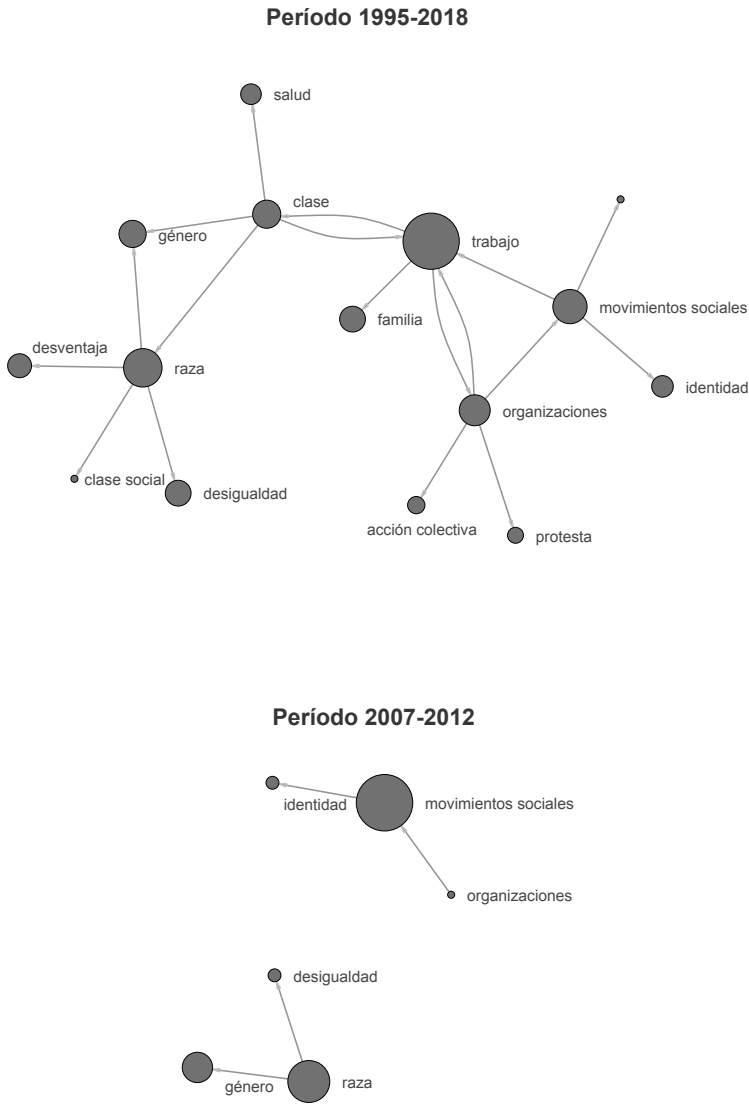 Período 1995-2018
salud
clase
género
trabajo
movimientos sociales
familia
desventaja
raza
identidad
organizaciones
clase social
desigualdad
acción colectiva
protesta
Período 2007-2012
identidad
movimientos sociales
organizaciones
desigualdad
género
raza